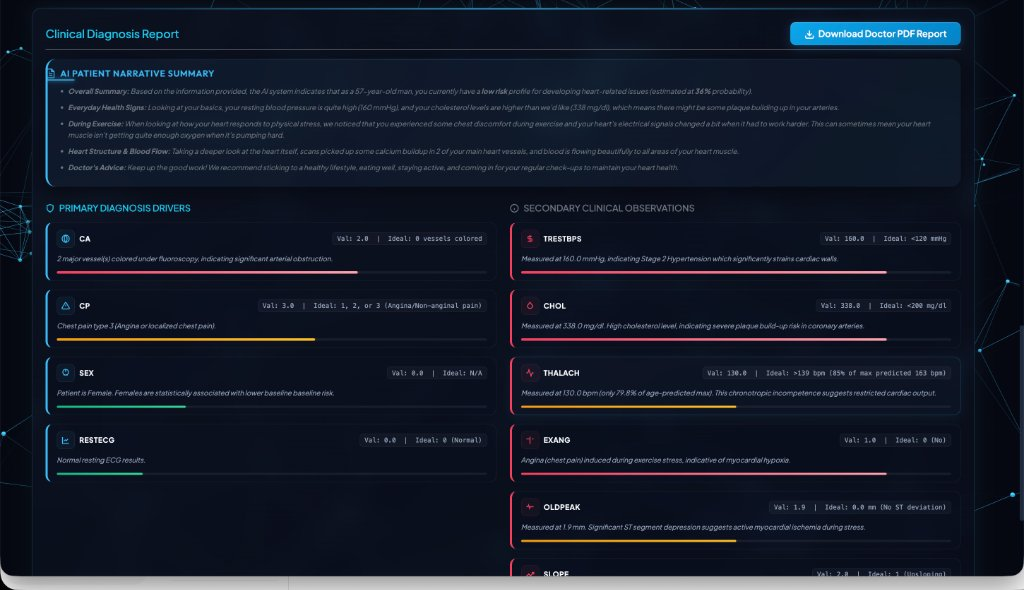 Clinical Diagnosis Report
Download Doctor PDF Report
AI PATIENT NARRATIVE SUMMARY
• Overall Summary: Based on the information provided, the AI system indicates that as a 57-year-old man, you currently have a low risk profile for developing heart-related issues (estimated at 36% probability).
• Everyday Health Signs: Looking at your basics, your resting blood pressure is quite high (160 mmHg), and your cholesterol levels are higher than we'd like (338 mg/dl), which means there might be some plaque building up in your arteries.
• During Exercise: When looking at how your heart responds to physical stress, we noticed that you experienced some chest discomfort during exercise and your heart's electrical signals changed a bit when it had to work harder. This can sometimes mean your heart
muscle isn't getting quite enough oxygen when it's pumping hard.
• Heart Structure & Blood Flow: Taking a deeper look at the heart itself, scans picked up some calcium buildup in 2 of your main heart vessels, and blood is flowing beautifully to all areas of your heart muscle.
• Doctor's Advice: Keep up the good work! We recommend sticking to a healthy lifestyle, eating well, staying active, and coming in for your regular check-ups to maintain your heart health.
PRIMARY DIAGNOSIS DRIVERS
CA
Val: 2.0 | Ideal: 0 vessels colored
2 major vessel(s) colored under fluoroscopy, indicating significant arterial obstruction.
CP
Val: 3.0 | Ideal: 1, 2, or 3 (Angina/Non-anginal pain)
Chest pain type 3 (Angina or localized chest pain).
SEX
Val: 0.0 | Ideal: N/A
Patient is Female. Females are statistically associated with lower baseline baseline risk.
RESTECG
Val: 0.0 | Ideal: 0 (Normal)
Normal resting ECG results.
SECONDARY CLINICAL OBSERVATIONS
TRESTBPS
Val: 160.0 | Ideal: <120 mmHg
Measured at 160.0 mmHg, indicating Stage 2 Hypertension which significantly strains cardiac walls.
CHOL
Val: 338.0 | Ideal: <200 mg/dl
Measured at 338.0 mg/dl. High cholesterol level, indicating severe plaque build-up risk in coronary arteries.
THALACH
Val: 130.0 | Ideal: >139 bpm (85% of max predicted 163 bpm)
Measured at 130.0 bpm (only 79.8% of age-predicted max). This chronotropic incompetence suggests restricted cardiac output.
EXANG
Val: 1.0 | Ideal: 0 (No)
Angina (chest pain) induced during exercise stress, indicative of myocardial hypoxia.
OLDPEAK
Val: 1.9 | Ideal: 0.0 mm (No ST deviation)
Measured at 1.9 mm. Significant ST segment depression suggests active myocardial ischemia during stress.
SLOPE
Val: 2.0 | Ideal: 1 (Upsloping)